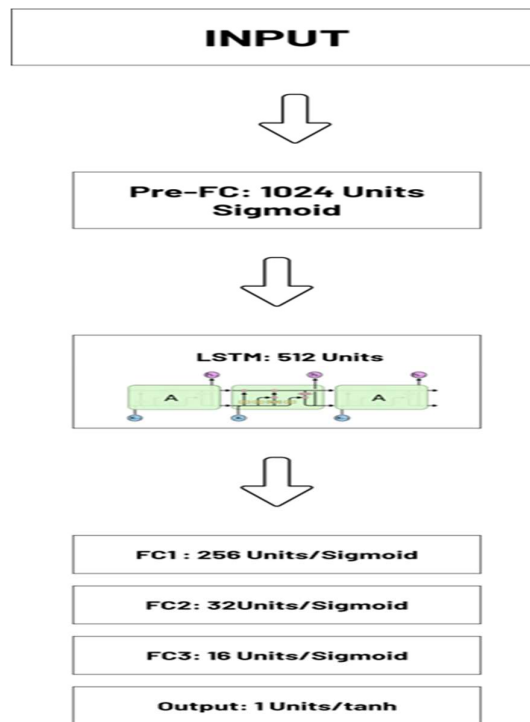 INPUT
Pre-FC: 1024 Units
Sigmoid
LSTM: 512 Units
A
A
FC1 : 256 Units/Sigmoid
FC2: 32Units/Sigmoid
FC3: 16 Units/Sigmoid
Output: 1 Units/tanh